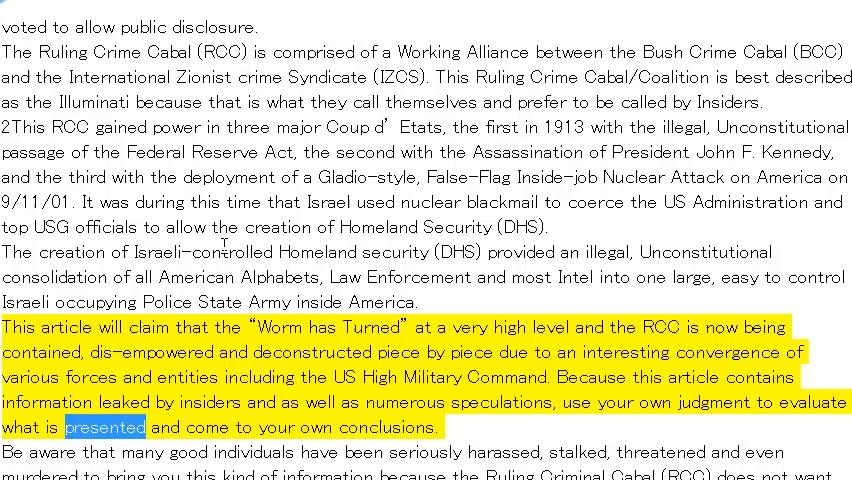 voted to allow public disclosure.
The Ruling Crime Cabal (RCC) is comprised of a Working Alliance between the Bush Crime Cabal (BCC)
and the International Zionist crime Syndicate (IZCS). This Ruling Crime Cabal/Coalition is best described
as the Illuminati because that is what they call themselves and prefer to be called by Insiders.
2This RCC gained power in three major Coup d’ Etats, the first in 1913 with the illegal, Unconstitutional
passage of the Federal Reserve Act, the second with the Assassination of President John F. Kennedy,
and the third with the deployment of a Gladio-style, False-Flag Inside-job Nuclear Attack on America on
9/11/01. It was during this time that Israel used nuclear blackmail to coerce the US Administration and
top USG officials to allow the creation of Homeland Security (DHS).
The creation of Israeli-controlled Homeland security (DHS) provided an illegal, Unconstitutional
consolidation of all American Alphabets, Law Enforcement and most Intel into one large, easy to control
Israeli occupying Police State Army inside America.
This article will claim that the “Worm has Turned” at a very high level and the RCC is now being
contained, dis-empowered and deconstructed piece by piece due to an interesting convergence of
various forces and entities including the US High Military Command. Because this article contains
information leaked by insiders and as well as numerous speculations, use your own judgment to evaluate
what is presented and come to your own conclusions.
Be aware that many good individuals have been seriously harassed, stalked, threatened and even
murdered to bring you this kind of information because the Ruling Criminal Cabal (RCC) does not want